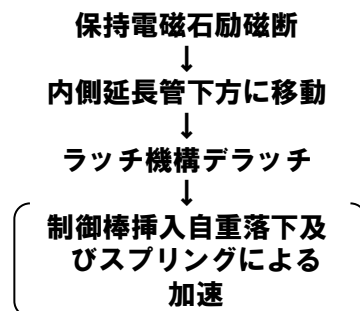 保持電磁石励磁断
↓
内側延長管下方に移動
↓
ラッチ機構デラッチ
↓
制御棒挿入自重落下及
びスプリングによる
加速